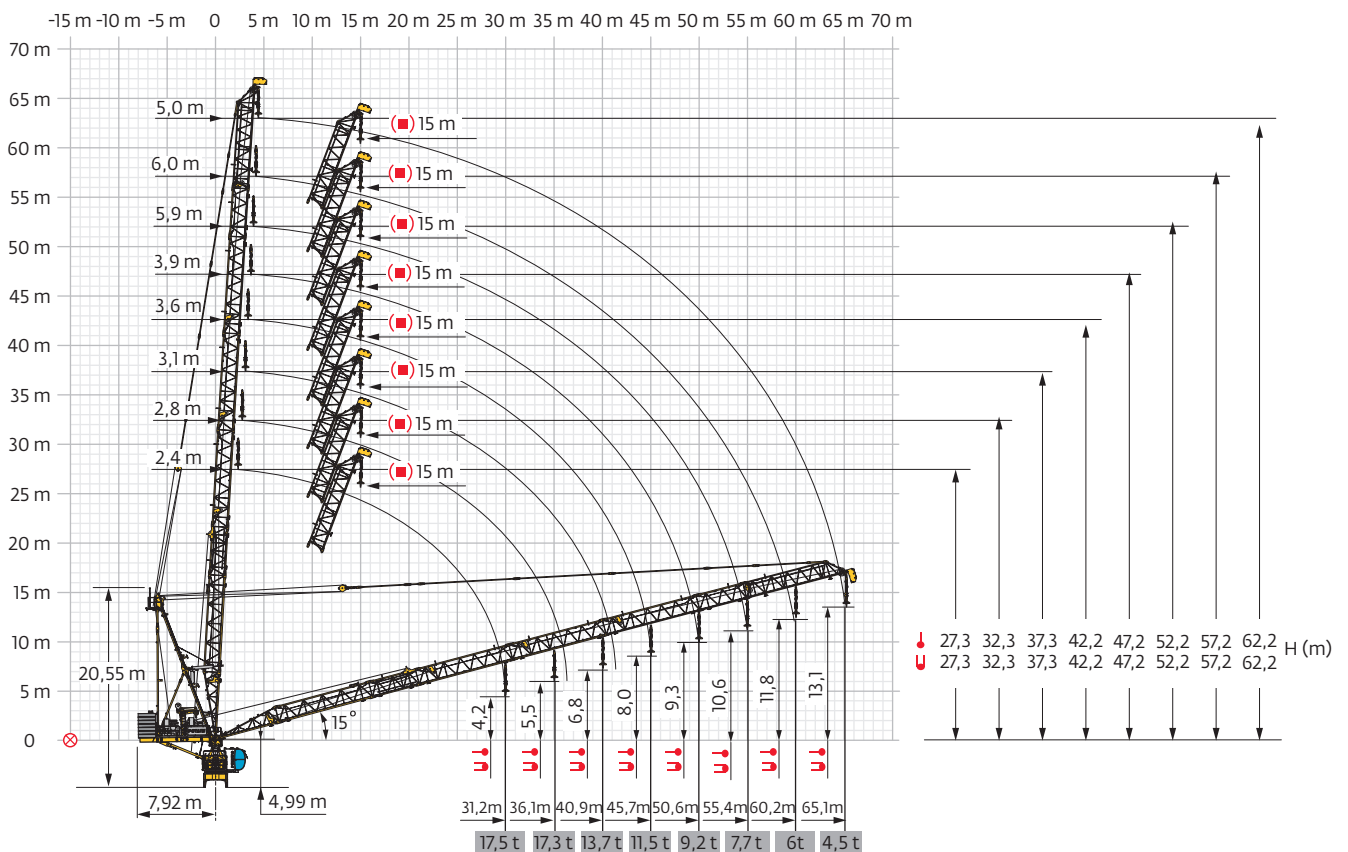 -15 m -10 m -5 m 0 5 m 10 m 15 m 20 m 25 m 30 m 35 m 40 m 45 m 50 m 55 m 60 m 65 m 70 m
70 m
65 m
5,0 m
(■) 15 m
60 m
6,0 m
(■) 15 m
55 m
5,9 m
(■) 15 m
50 m
3,9 m
(■) 15 m
45 m
3,6 m
(■) 15 m
40 m
3,1 m
(■) 15 m
35 m
2,8 m
(■) 15 m
30 m
2,4 m
(■) 15 m
25 m
20 m
15 m
10 m
27,3 32,3 37,3 42,2 47,2 52,2 57,2 62,2
H (m)
27,3 32,3 37,3 42,2 47,2 52,2 57,2 62,2
20,55 m
5 m
15°
4,2 5,5 6,8 8,0 9,3 10,6 11,8 13,1
0
7,92 m
4,99 m
31,2m 36,1m 40,9m 45,7m 50,6m 55,4m 60,2m 65,1m
17,5 t 17,3 t 13,7 t 11,5 t 9,2 t 7,7 t 6t 4,5 t